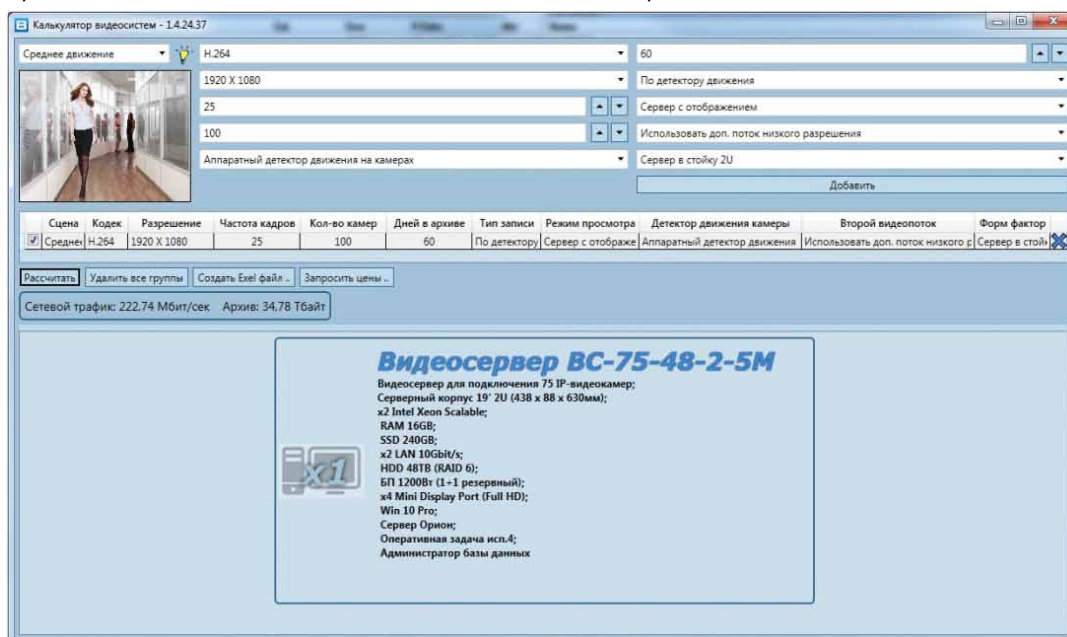 Калькулятор видеосистем - 1.4.24.37
Среднее движение
H.264
60
1920 X 1080
По детектору движения
25
Сервер с отображением
100
Использовать доп. поток низкого разрешения
Аппаратный детектор движения на камерах
Сервер в стойку 2U
Добавить
Сцена Кодек Разрешение Частота кадров Кол-во камер Дней в архиве Тип записи Режим просмотра Детектор движения камеры Второй видеопоток Форм фактор
Среднее H.264 1920 X 1080 25 100 60 По детектору Сервер с отображе Аппаратный детектор движения Использовать доп. поток низкого р Сервер в стой
Рассчитать Удалить все группы Создать Exel файл .. Запросить цены ..
Сетевой трафик: 222,74 Мбит/сек Архив: 34,78 Тбайт
Видеосервер ВС-75-48-2-5М
Видеосервер для подключения 75 IP-видеокамер;
Серверный корпус 19' 2U (438 x 88 x 630мм);
x2 Intel Xeon Scalable;
RAM 16GB;
SSD 240GB;
x2 LAN 10Gbit/s;
HDD 48TB (RAID 6);
БП 1200Вт (1+1 резервный);
x4 Mini Display Port (Full HD);
Win 10 Pro;
Сервер Орион;
Оперативная задача исп.4;
Администратор базы данных
x1